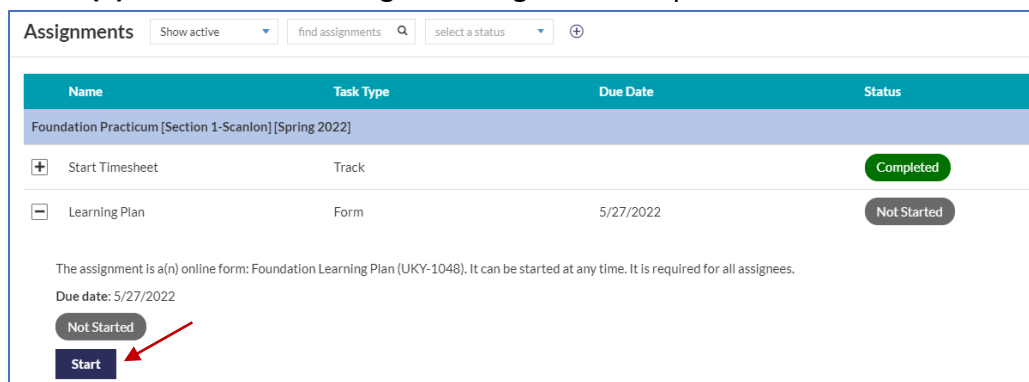 Assignments Show active find assignments select a status
Name Task Type Due Date Status
Foundation Practicum [Section 1-Scanlon] [Spring 2022]
Start Timesheet Track Completed
Learning Plan Form 5/27/2022 Not Started
The assignment is a(n) online form: Foundation Learning Plan (UKY-1048). It can be started at any time. It is required for all assignees.
Due date: 5/27/2022
Not Started
Start